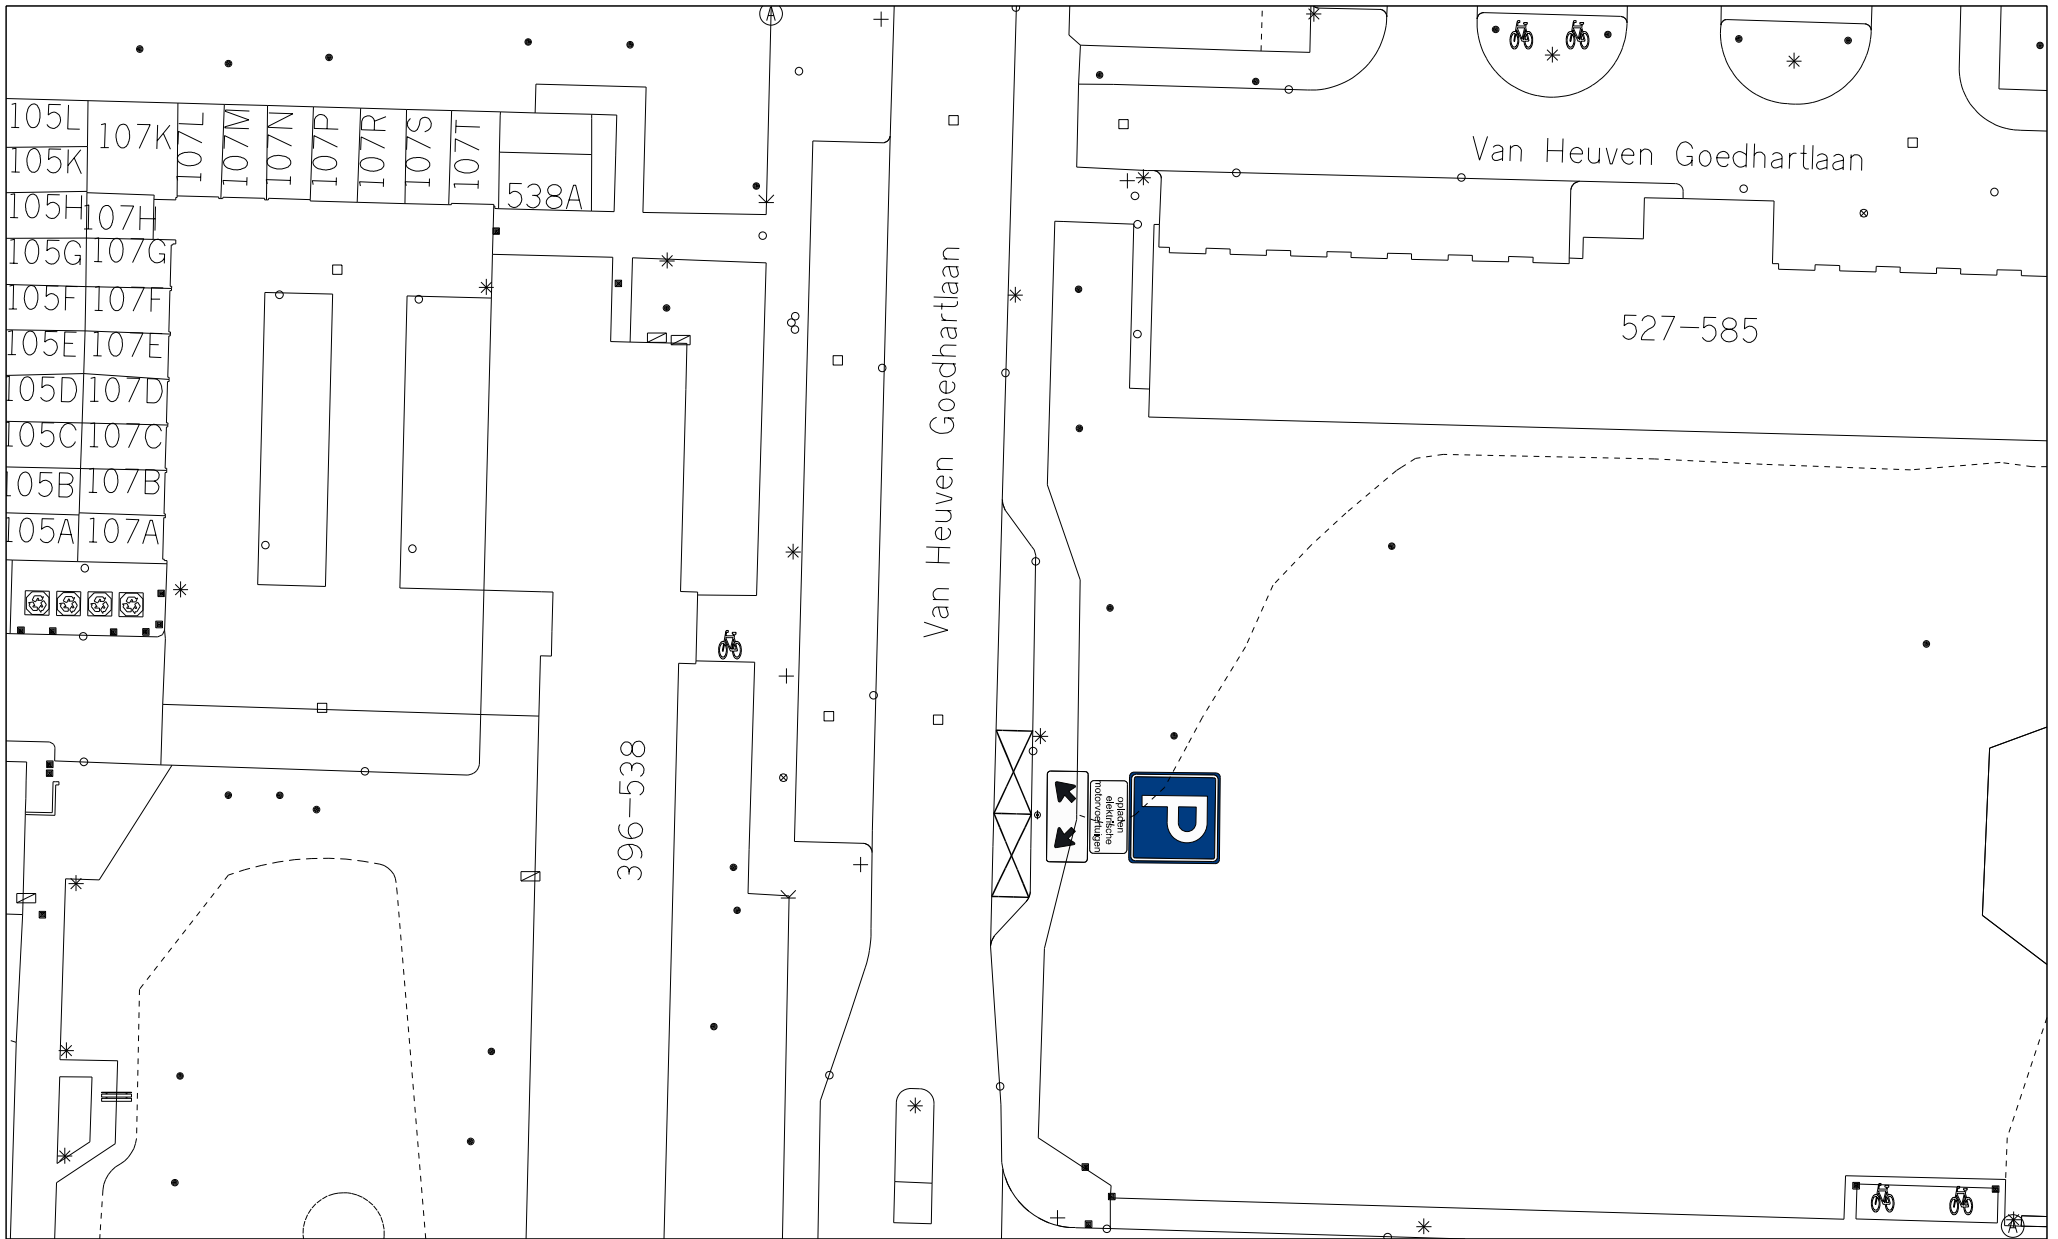 A
105L
107K
107L
107M
107N
107P
107R
107S
107T
Van Heuven Goedhartlaan
105K
538A
105H
107H
105G
107G
105F
107F
Van Heuven Goedhartlaan
527-585
105E
107E
105D
107D
105C
107C
105B
107B
105A
107A
396-538
opladen
elektrische
motorvoertuigen
P
A